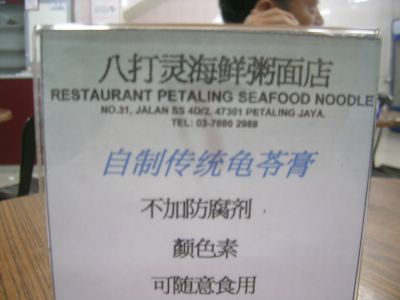 八打灵海鲜粥面店
RESTAURANT PETALING SEAFOOD NOODLE
NO.31, JALAN SS 4D/2, 47301 PETALING JAYA.
TEL: 03-7880 2988
自制传统龟苓膏
不加防腐剂
颜色素
可随意食用